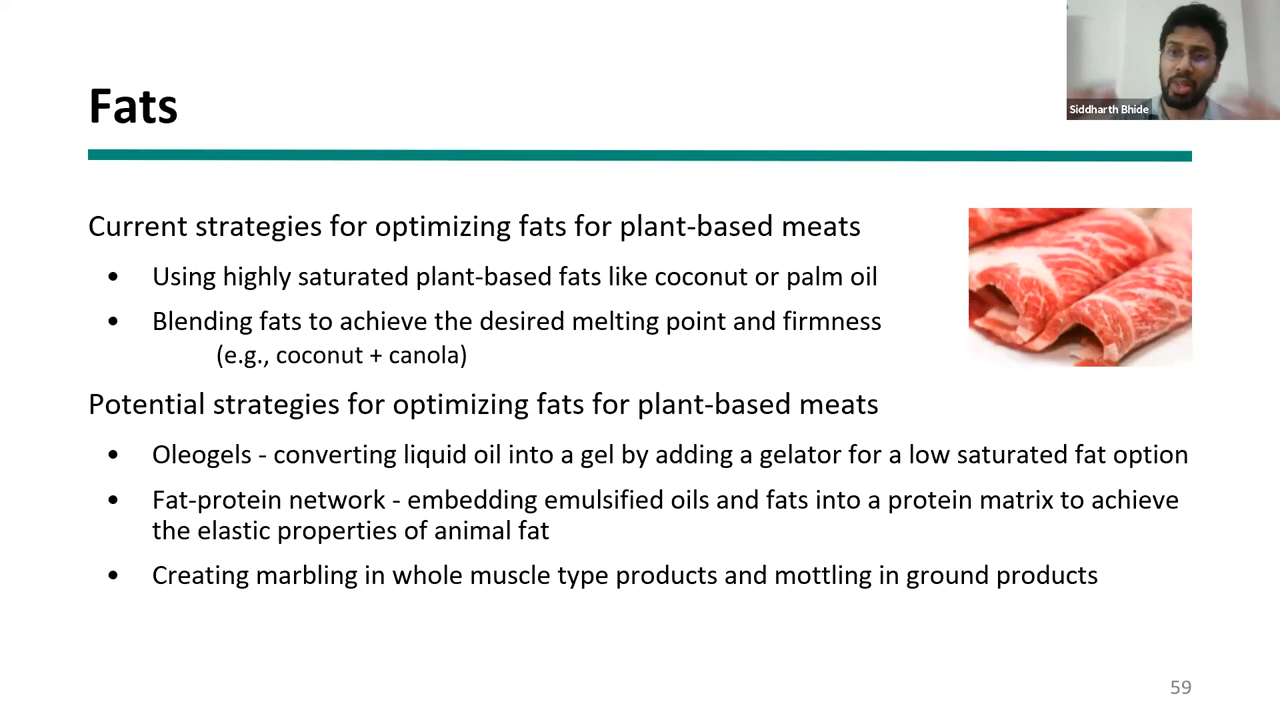 Fats
Siddharth Bhide
Current strategies for optimizing fats for plant-based meats
• Using highly saturated plant-based fats like coconut or palm oil
• Blending fats to achieve the desired melting point and firmness
(e.g., coconut + canola)
Potential strategies for optimizing fats for plant-based meats
• Oleogels - converting liquid oil into a gel by adding a gelator for a low saturated fat option
• Fat-protein network - embedding emulsified oils and fats into a protein matrix to achieve
the elastic properties of animal fat
• Creating marbling in whole muscle type products and mottling in ground products
59